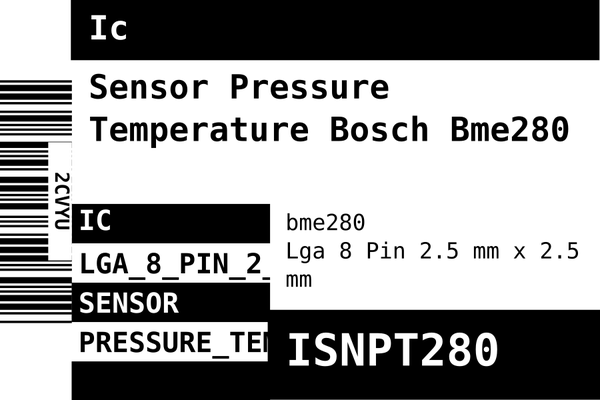 Ic
Sensor Pressure
Temperature Bosch Bme280
2CVYU
IC
LGA_8_PIN_2_
SENSOR
PRESSURE_TEM
bme280
Lga 8 Pin 2.5 mm x 2.5
mm
ISNPT280